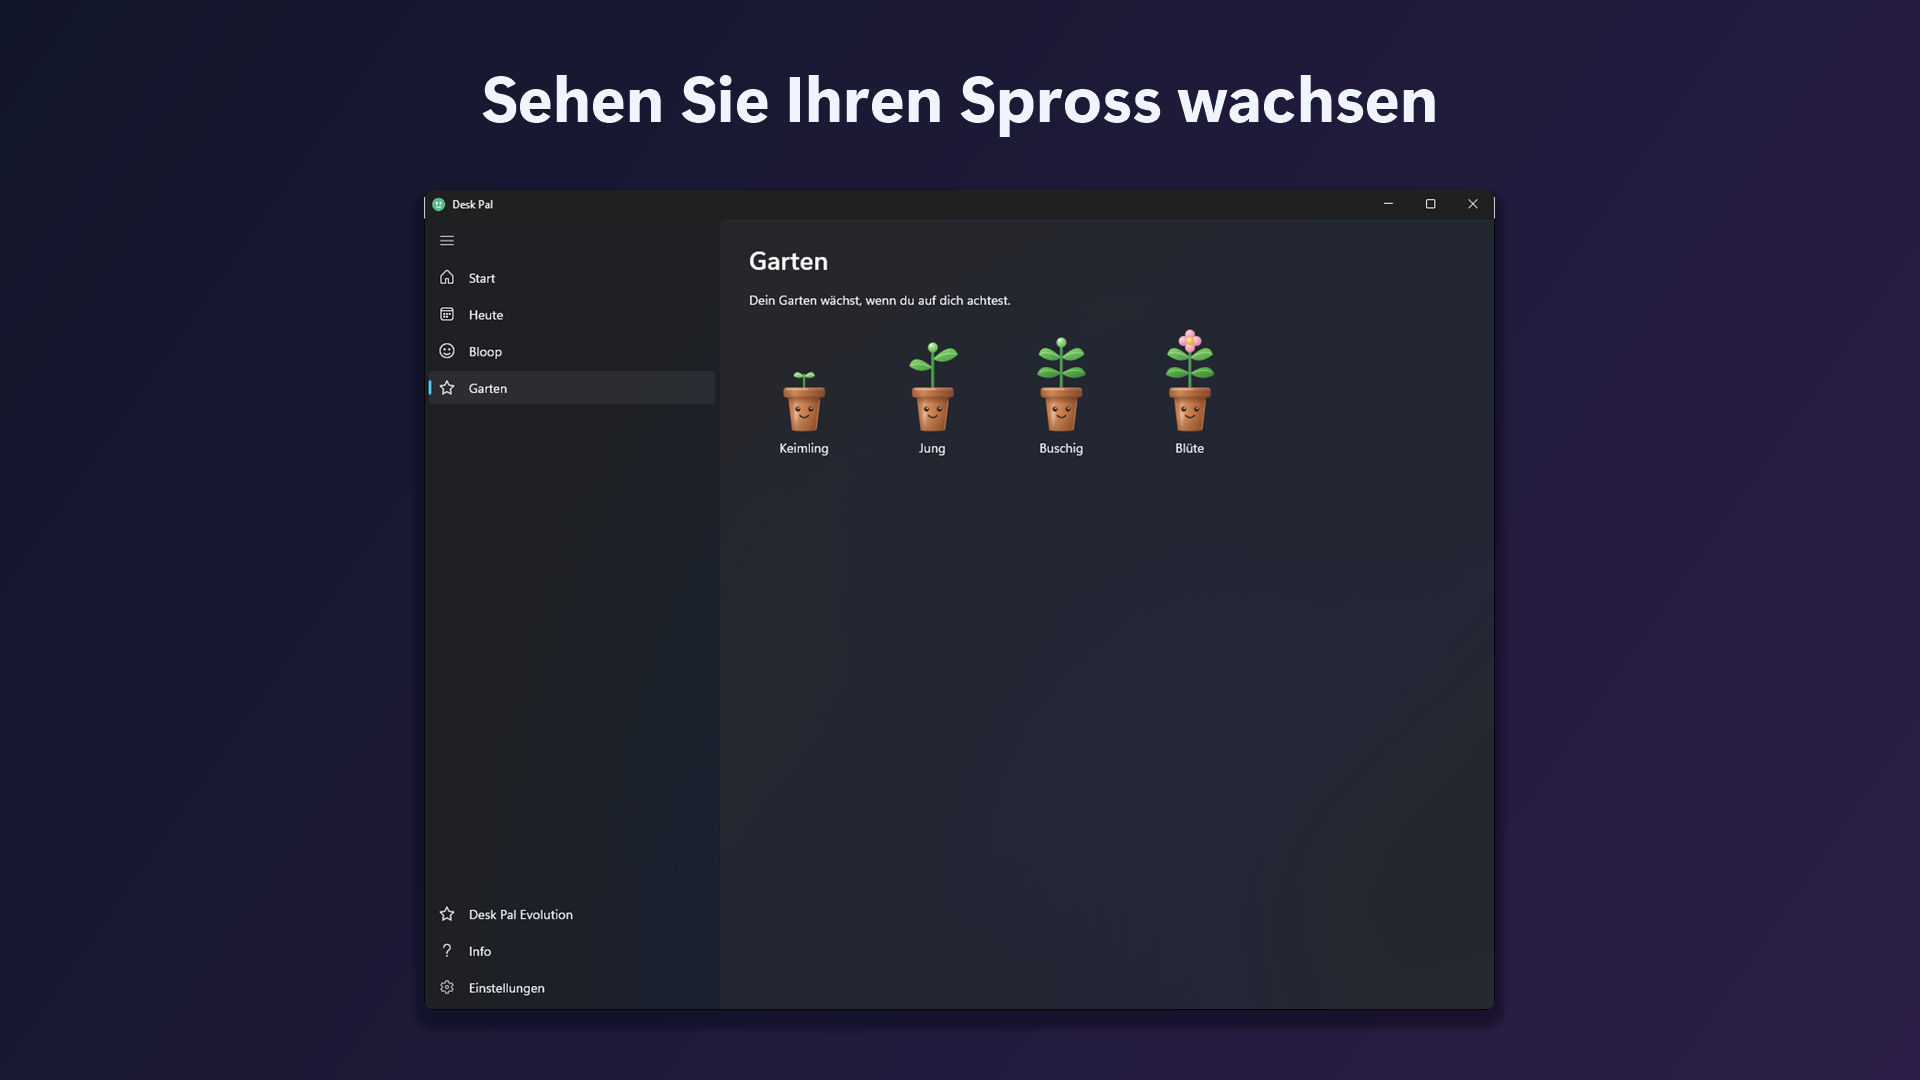 Sehen Sie Ihren Spross wachsen
Desk Pal
Start
Heute
Bloop
Garten
Garten
Dein Garten wächst, wenn du auf dich achtest.
Keimling
Jung
Buschig
Blüte
Desk Pal Evolution
Info
Einstellungen